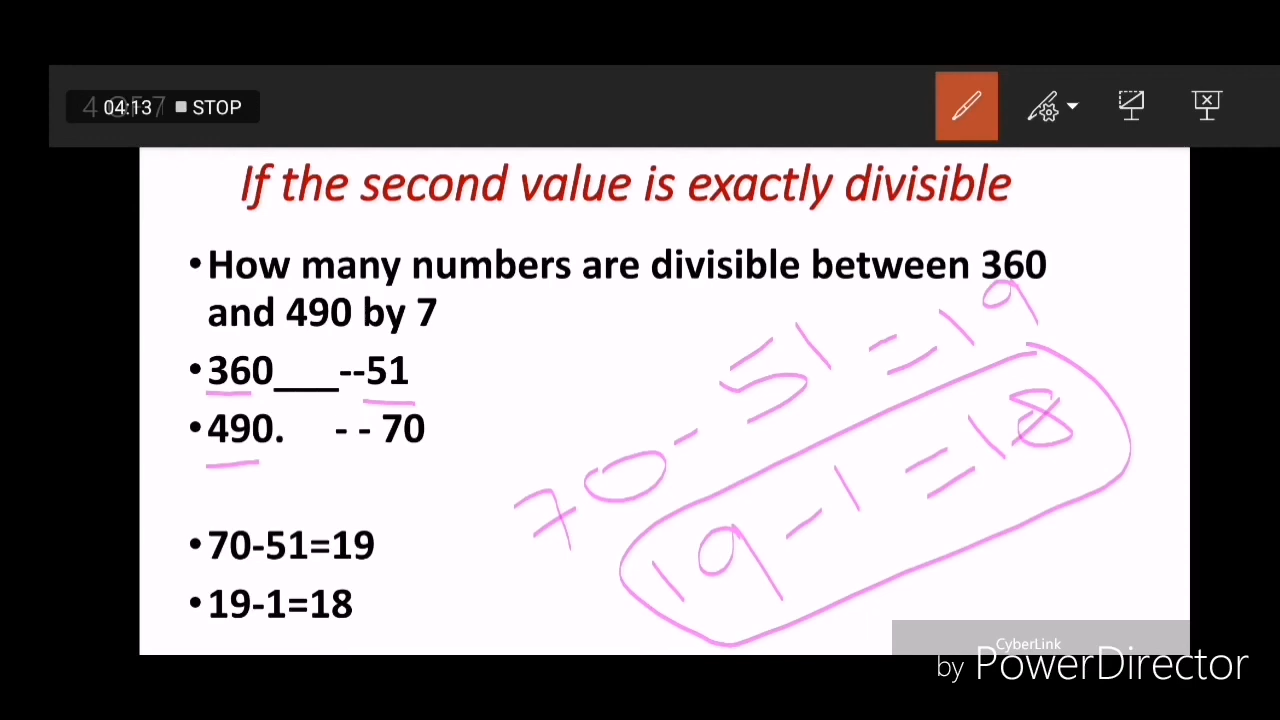 04:13 STOP
If the second value is exactly divisible
•How many numbers are divisible between 360
and 490 by 7
•360___--51
•490. - - 70
70-51=19
19-1=18
•70-51=19
•19-1=18
CyberLink
by PowerDirector